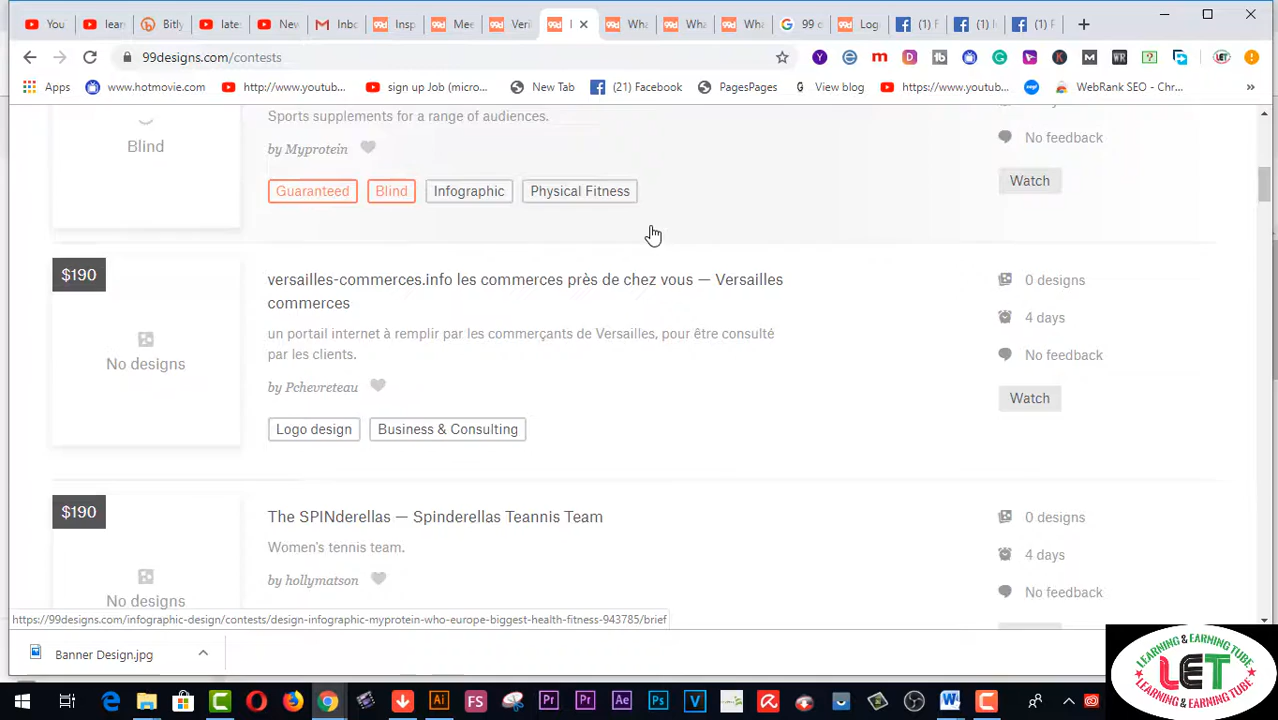 You
lear
Bitly
late
Nev
Inbo
Insp
Mee
Veri
I
Wha
Wha
Wha
99 c
Log
(1) F
(1) d
(1) F
99designs.com/contests
Apps
www.hotmovie.com
http://www.youtub...
sign up Job (micro...
New Tab
(21) Facebook
PagesPages
View blog
https://www.youtub...
WebRank SEO - Chr...
»
Blind
Sports supplements for a range of audiences.
by Myprotein
Guaranteed
Blind
Infographic
Physical Fitness
No feedback
Watch
$190
No designs
versailles-commerces.info les commerces près de chez vous — Versailles
commerces
un portail internet à remplir par les commerçants de Versailles, pour être consulté
par les clients.
by Pchevreteau
Logo design
Business & Consulting
0 designs
4 days
No feedback
Watch
$190
No designs
The SPINderellas — Spinderellas Teannis Team
Women's tennis team.
by hollymatson
0 designs
4 days
No feedback
https://99designs.com/infographic-design/contests/design-infographic-myprotein-who-europe-biggest-health-fitness-943785/brief
Banner Design.jpg
LEARNING & EARNING TUBE
LET
LEARNING & EARNING TUBE